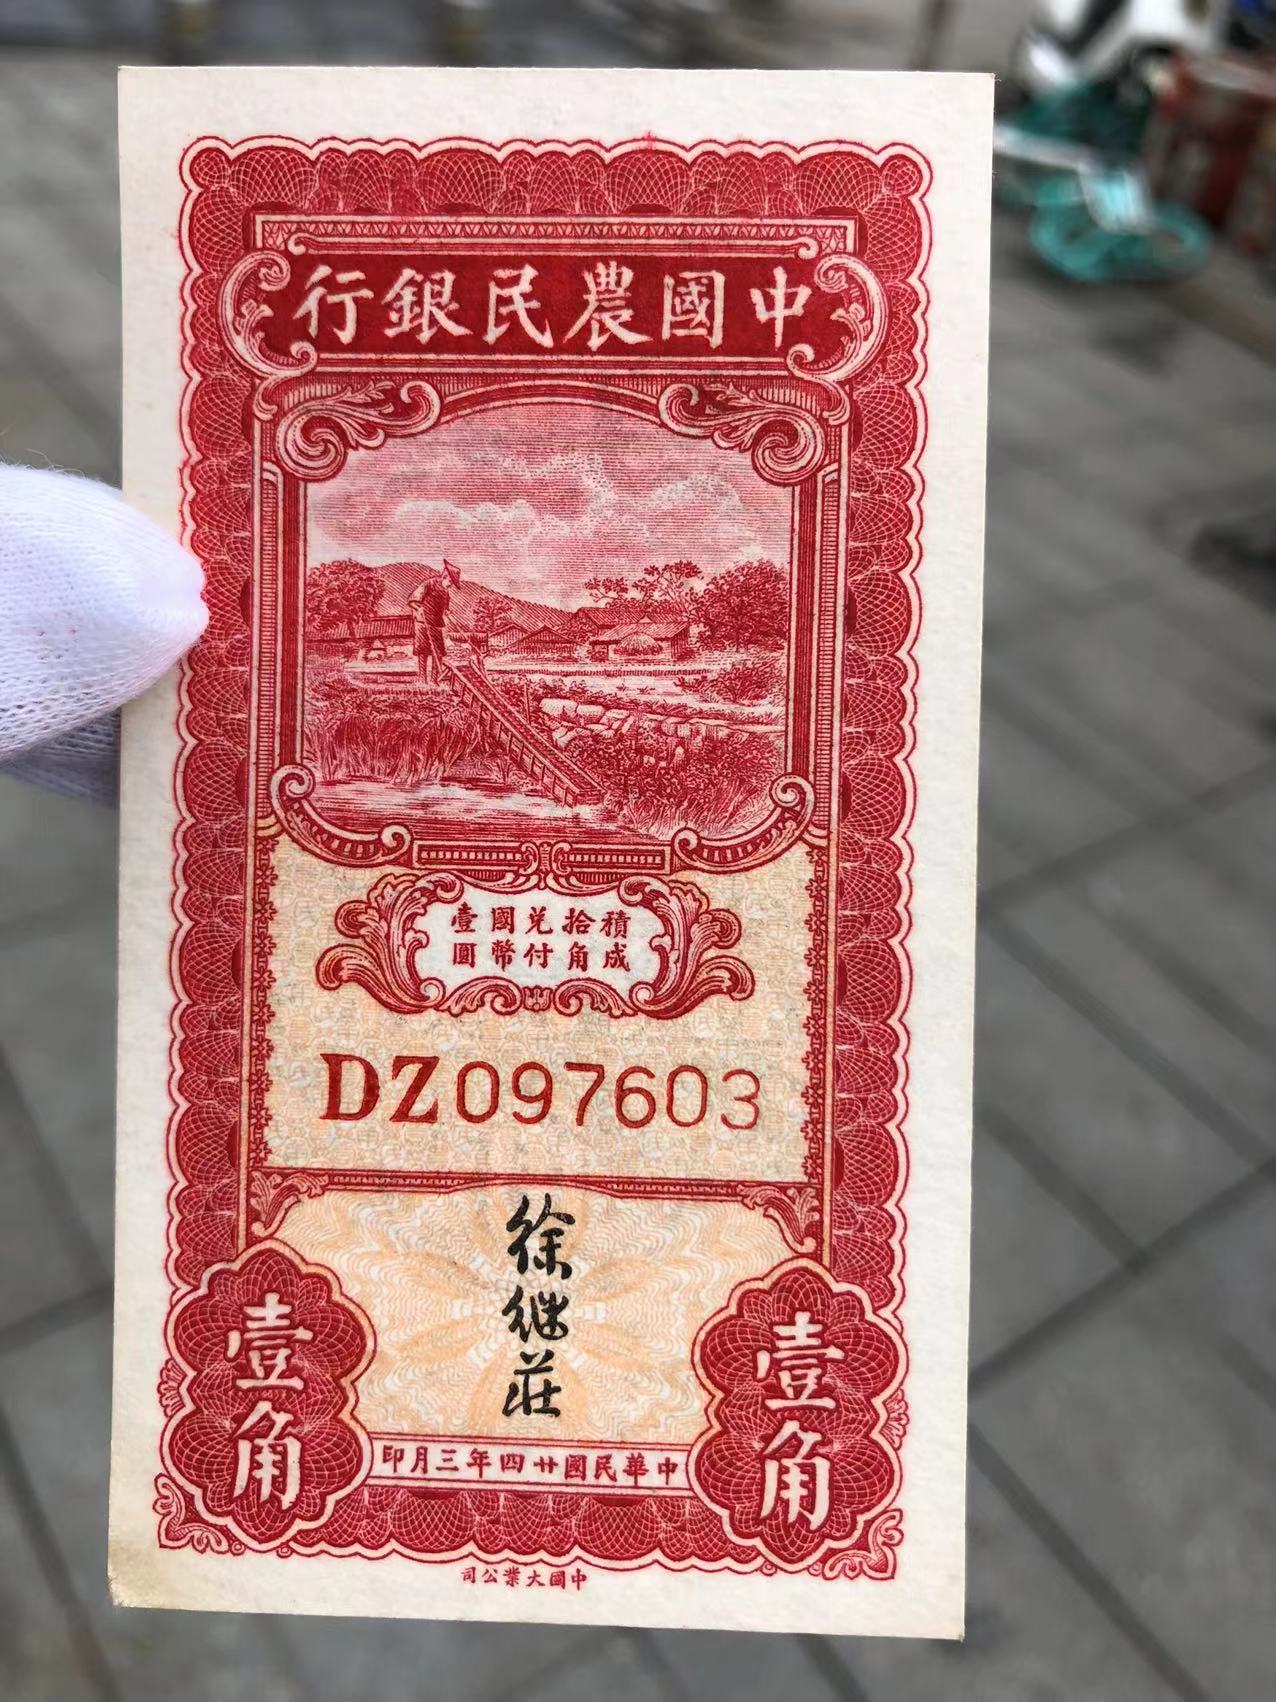 中國農民銀行
積成拾角兌付國幣壹圓
DZ097603
徐继莊
壹角
壹角
中華民國廿四年三月印
中國大業公司